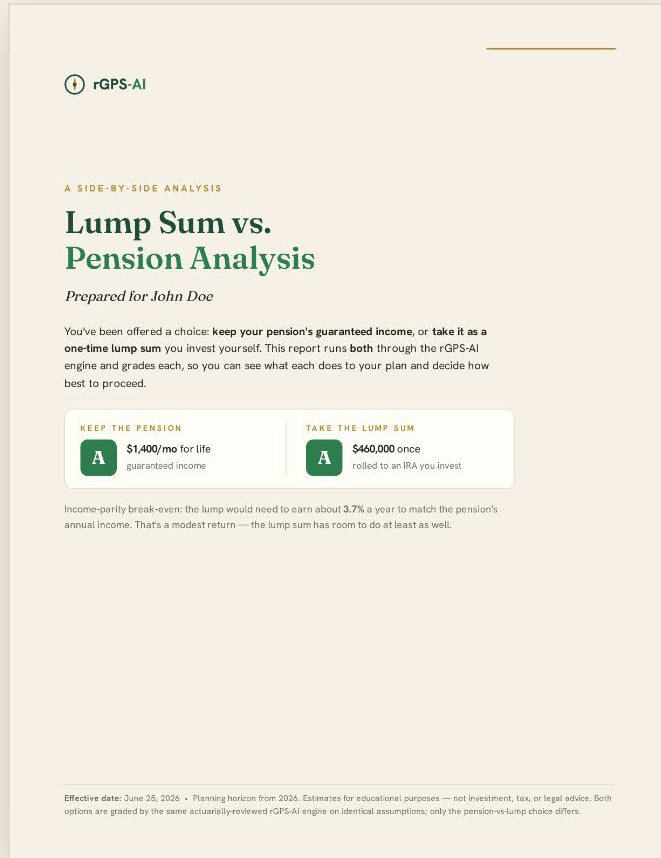 rGPS-AI
A SIDE-BY-SIDE ANALYSIS
Lump Sum vs.
Pension Analysis
Prepared for John Doe
You've been offered a choice: keep your pension's guaranteed income, or take it as a
one-time lump sum you invest yourself. This report runs both through the rGPS-AI
engine and grades each, so you can see what each does to your plan and decide how
best to proceed.
KEEP THE PENSION
A
$1,400/mo for life
guaranteed income
TAKE THE LUMP SUM
A
$460,000 once
rolled to an IRA you invest
Income-parity break-even: the lump would need to earn about 3.7% a year to match the pension's
annual income. That's a modest return — the lump sum has room to do at least as well.
Effective date: June 25, 2026 • Planning horizon from 2026. Estimates for educational purposes — not investment, tax, or legal advice. Both
options are graded by the same actuarially-reviewed rGPS-AI engine on identical assumptions; only the pension-vs-lump choice differs.